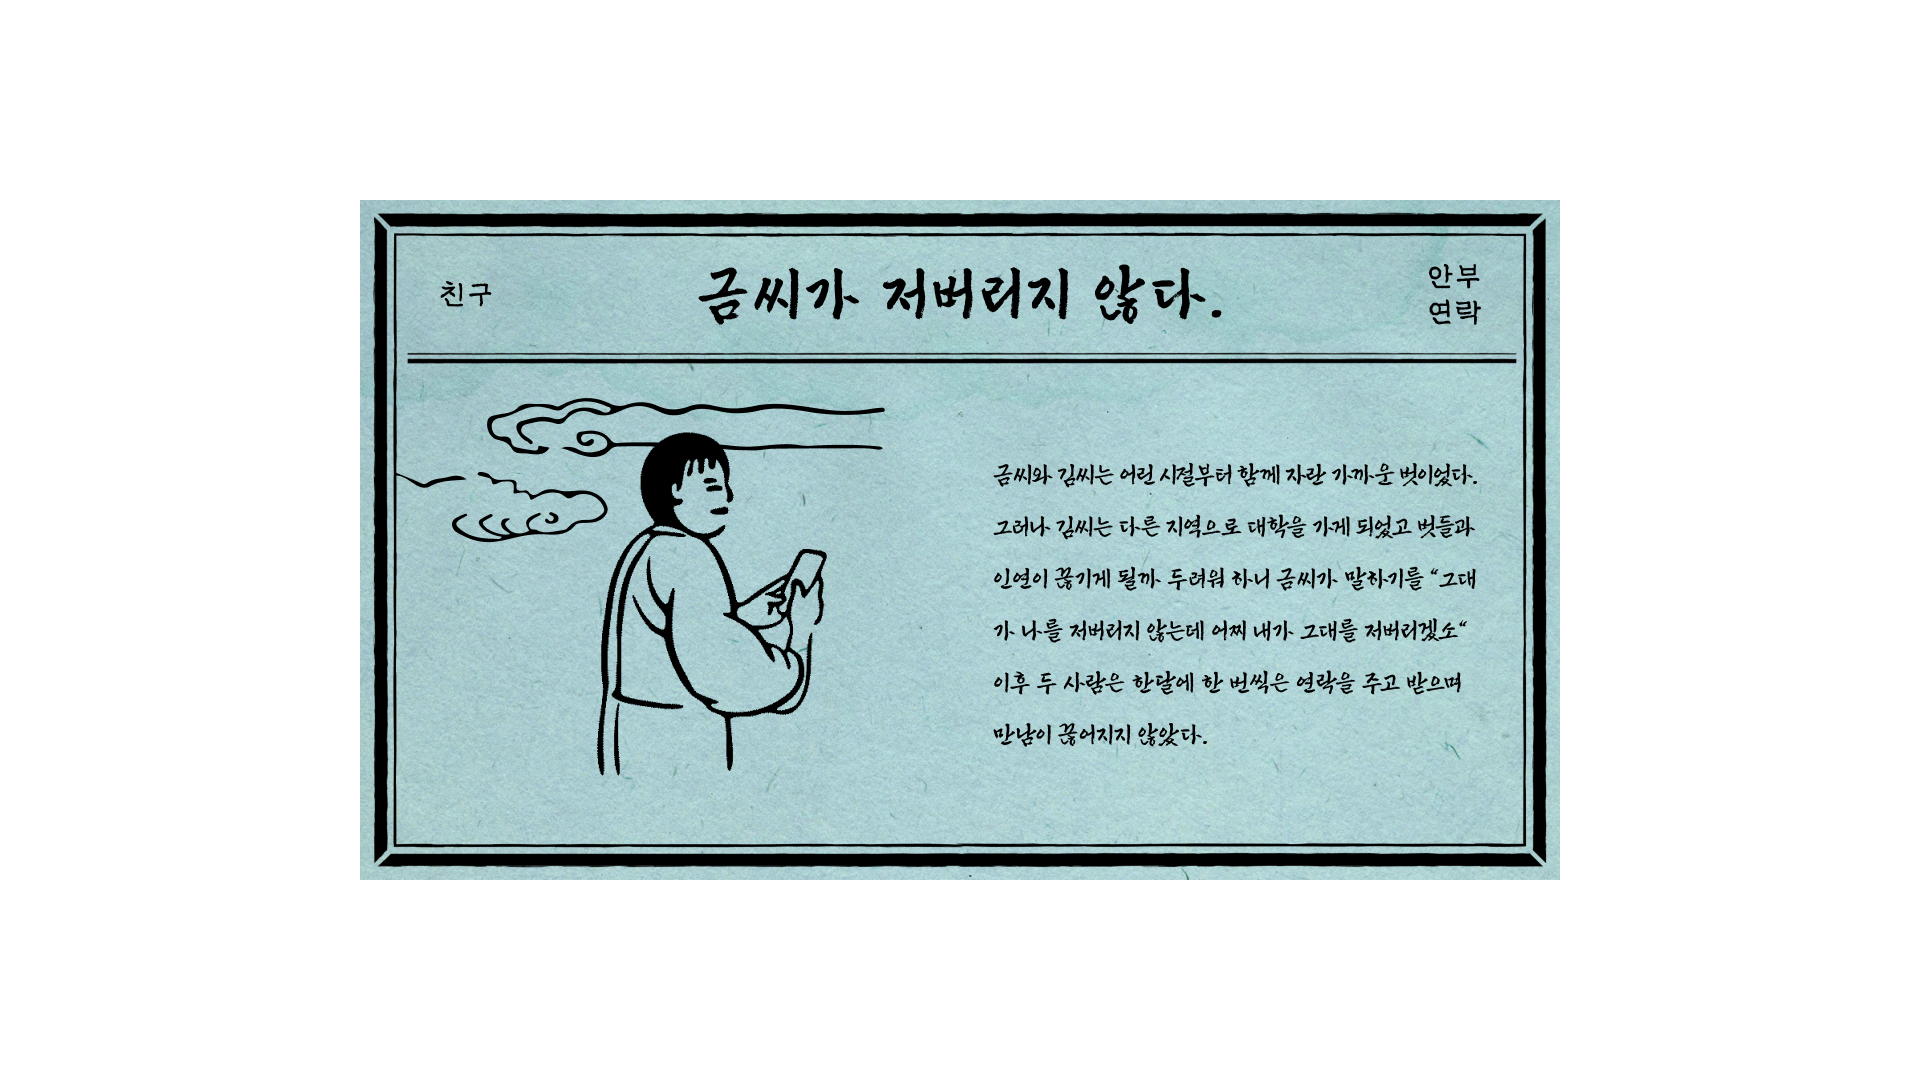 친구
금씨가 저버리지 않다.
안부
연락
금씨와 김씨는 어린 시절부터 함께 자란 가까운 벗이었다.
그러나 김씨는 다른 지역으로 대학을 가게 되었고 벗들과
인연이 끊기게 될까 두려워 하니 금씨가 말하기를 “그대
가 나를 저버리지 않는데 어찌 내가 그대를 저버리겠소“
이후 두 사람은 한달에 한 번씩은 연락을 주고 받으며
만남이 끊어지지 않았다.